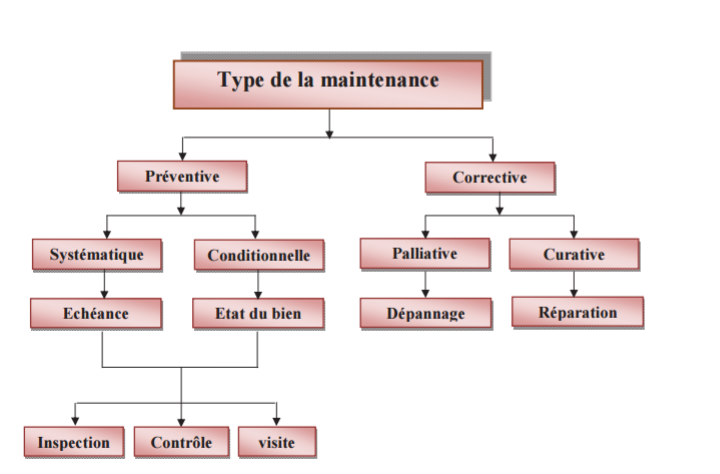 Type de la maintenance
Préventive
Corrective
Systématique
Conditionnelle
Palliative
Curative
Echéance
Etat du bien
Dépannage
Réparation
Inspection
Contrôle
visite